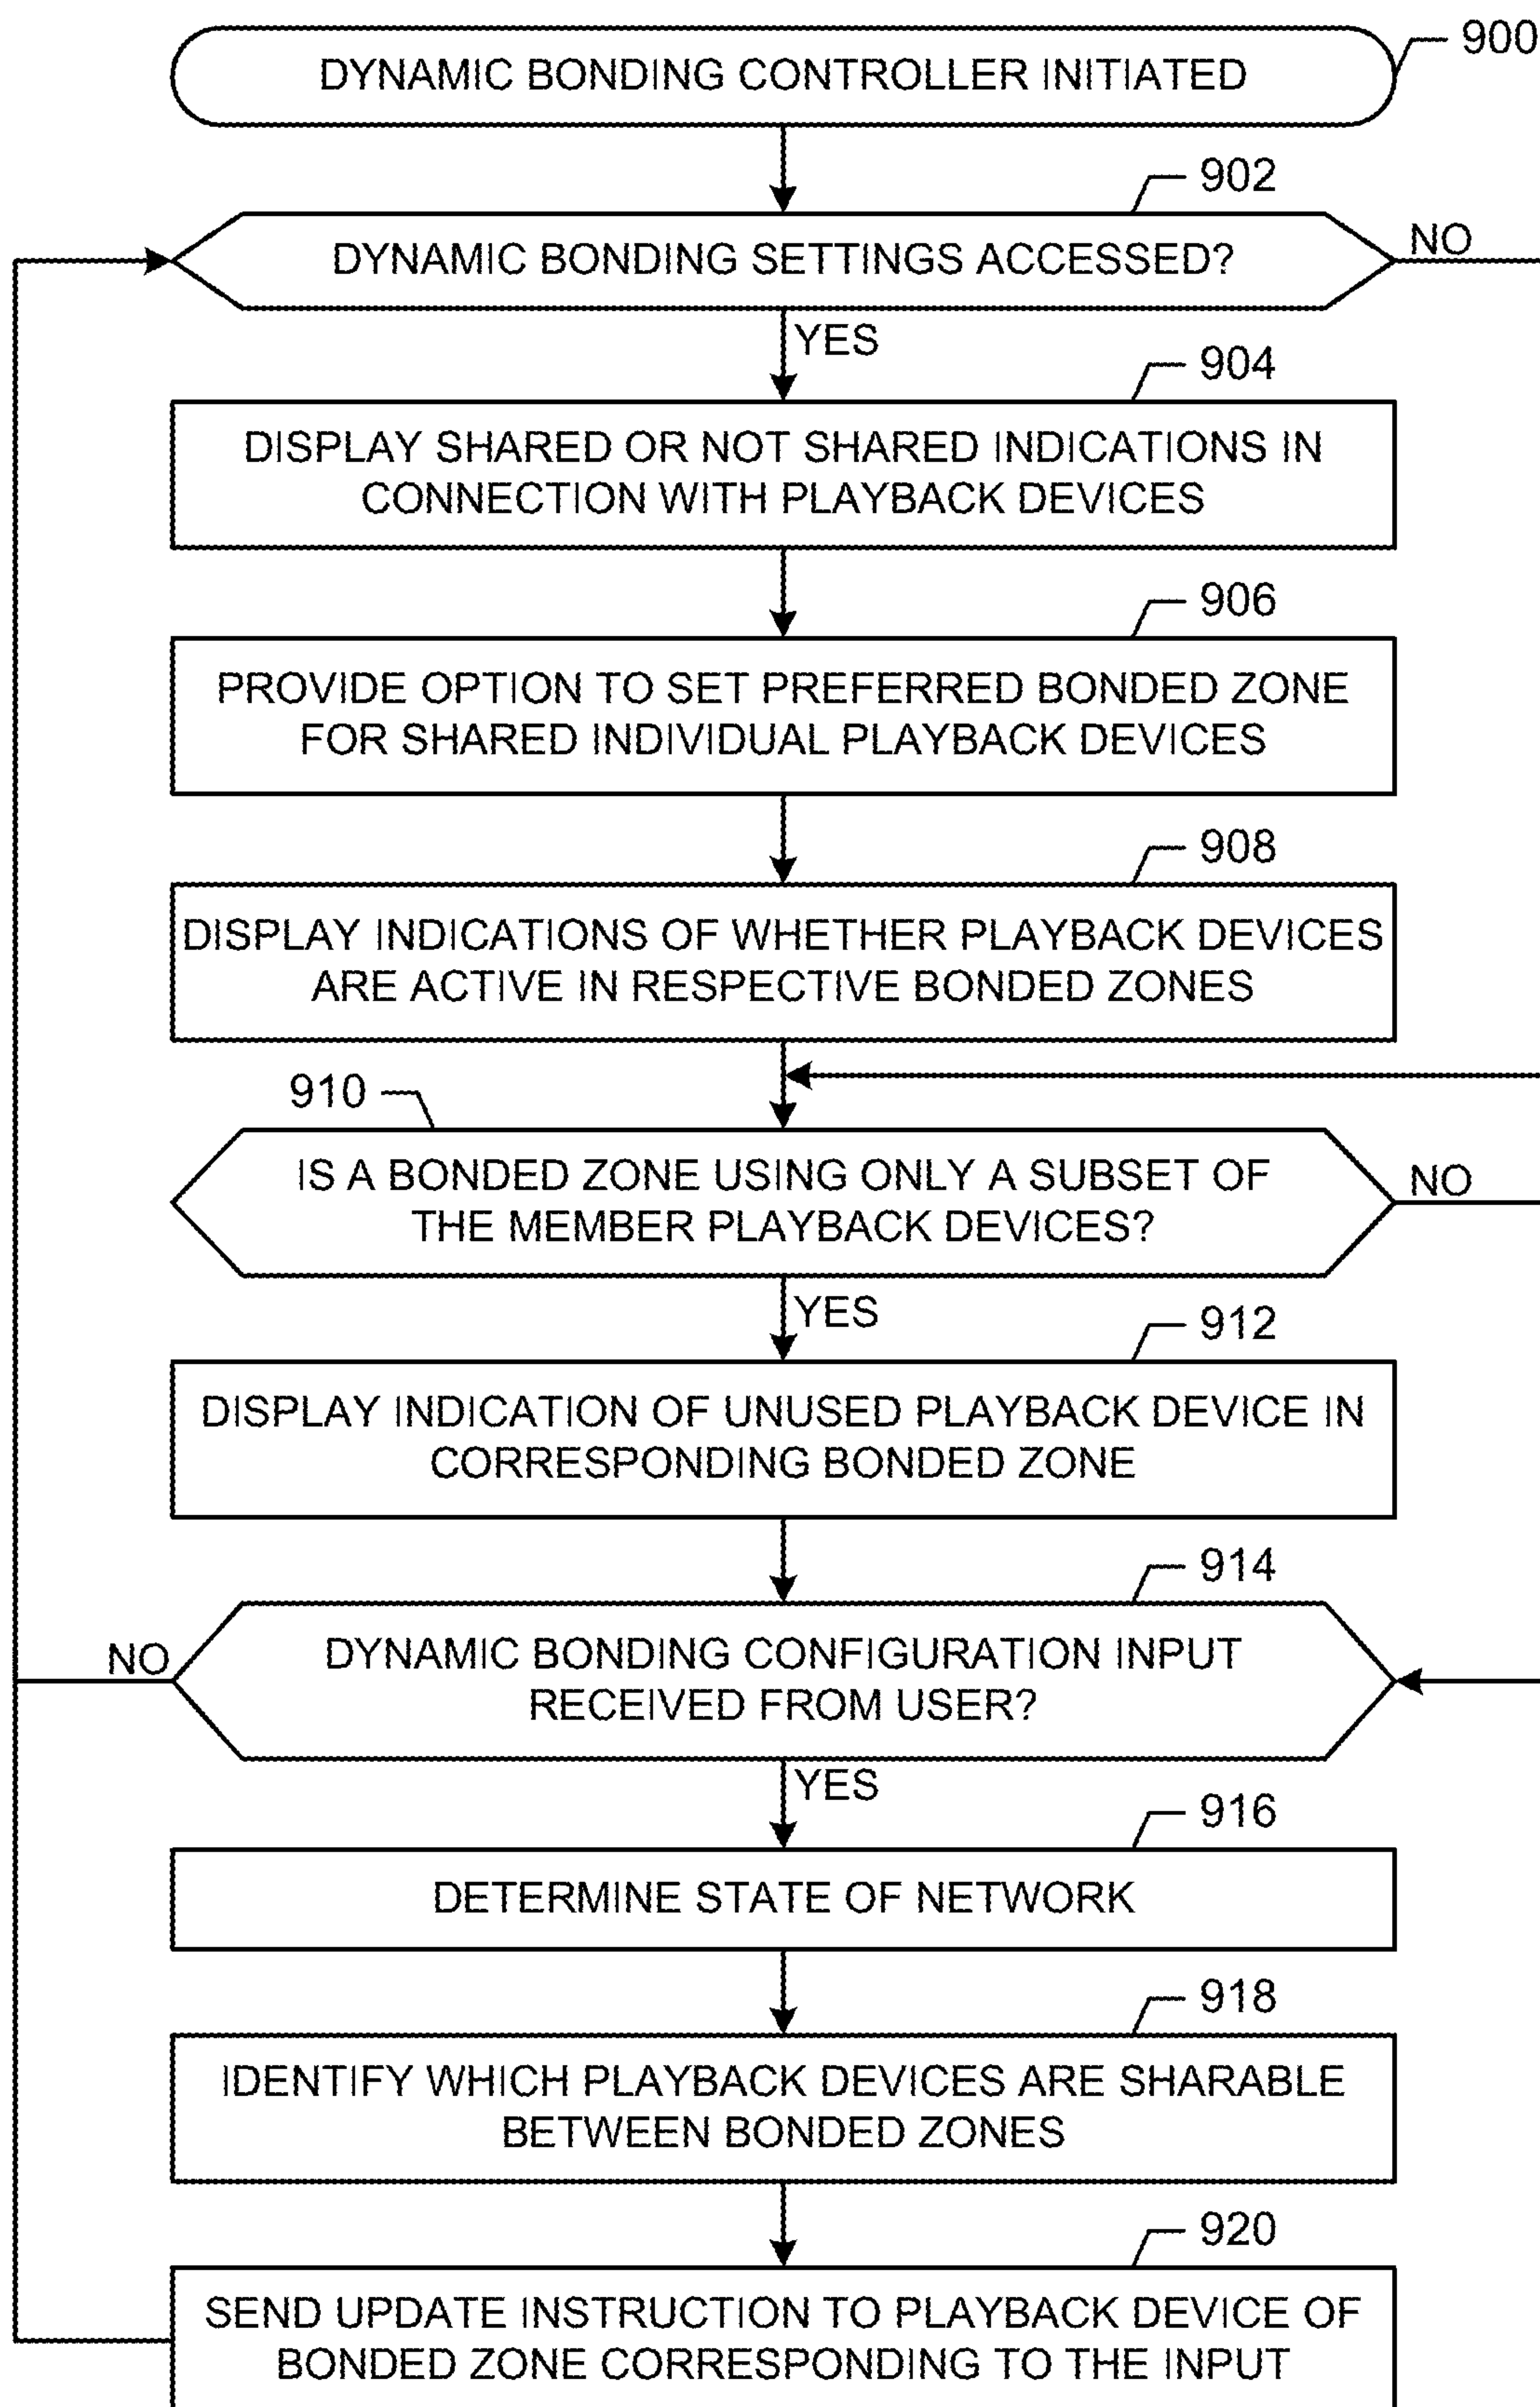 900
DYNAMIC BONDING CONTROLLER INITIATED
902
DYNAMIC BONDING SETTINGS ACCESSED?
NO
YES
904
DISPLAY SHARED OR NOT SHARED INDICATIONS IN
CONNECTION WITH PLAYBACK DEVICES
906
PROVIDE OPTION TO SET PREFERRED BONDED ZONE
FOR SHARED INDIVIDUAL PLAYBACK DEVICES
908
DISPLAY INDICATIONS OF WHETHER PLAYBACK DEVICES
ARE ACTIVE IN RESPECTIVE BONDED ZONES
910
IS A BONDED ZONE USING ONLY A SUBSET OF
THE MEMBER PLAYBACK DEVICES?
NO
YES
912
DISPLAY INDICATION OF UNUSED PLAYBACK DEVICE IN
CORRESPONDING BONDED ZONE
914
NO
DYNAMIC BONDING CONFIGURATION INPUT
RECEIVED FROM USER?
YES
916
DETERMINE STATE OF NETWORK
918
IDENTIFY WHICH PLAYBACK DEVICES ARE SHARABLE
BETWEEN BONDED ZONES
920
SEND UPDATE INSTRUCTION TO PLAYBACK DEVICE OF
BONDED ZONE CORRESPONDING TO THE INPUT